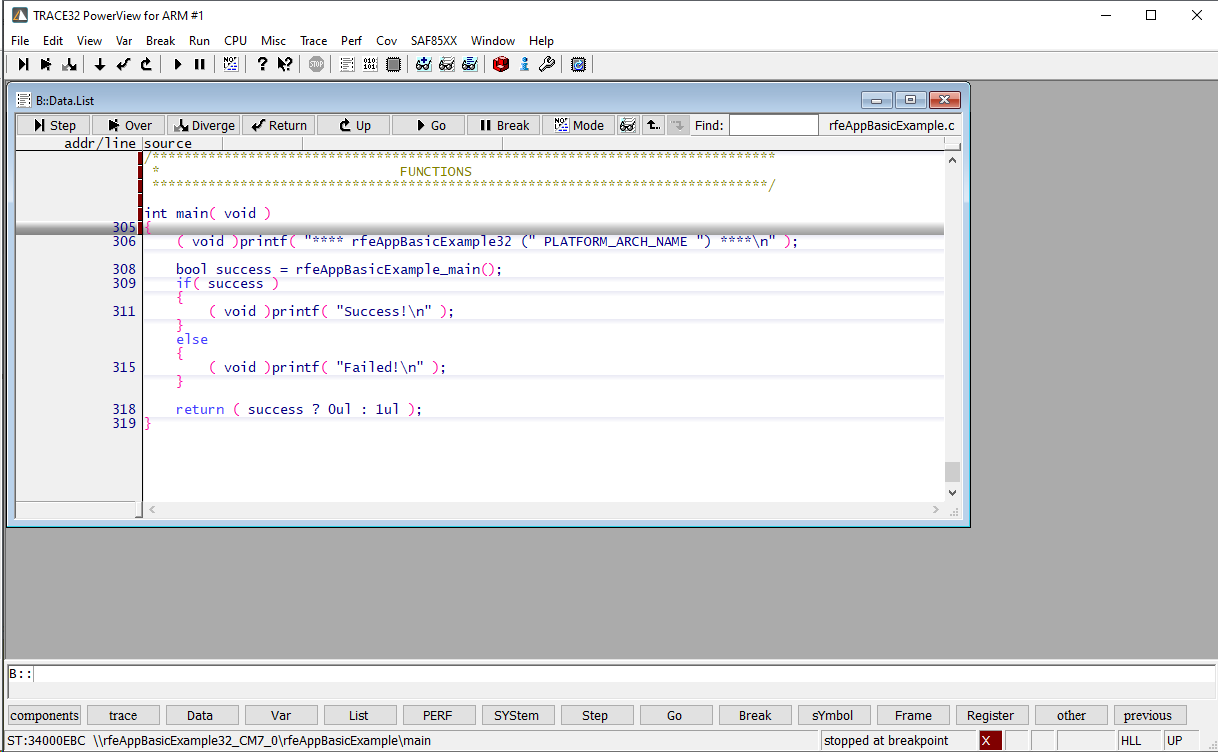 TRACE32 PowerView for ARM #1
File Edit View Var Break Run CPU Misc Trace Perf Cov SAF85XX Window Help
B::Data.List
Step Over Diverge Return Up Go Break Mode Find: rfeAppBasicExample.c
addr/line source
/******************************************************************************
* FUNCTIONS
*****************************************************************************/
int main( void )
305 {
306 ( void )printf( "**** rfeAppBasicExample32 (" PLATFORM_ARCH_NAME ") ****\n" );
308 bool success = rfeAppBasicExample_main();
309 if( success )
{
311 ( void )printf( "Success!\n" );
}
else
{
315 ( void )printf( "Failed!\n" );
}
318 return ( success ? 0ul : 1ul );
319 }
B::
components trace Data Var List PERF SYStem Step Go Break sYmbol Frame Register other previous
ST:34000EBC \\rfeAppBasicExample32_CM7_0\rfeAppBasicExample\main stopped at breakpoint X HLL UP